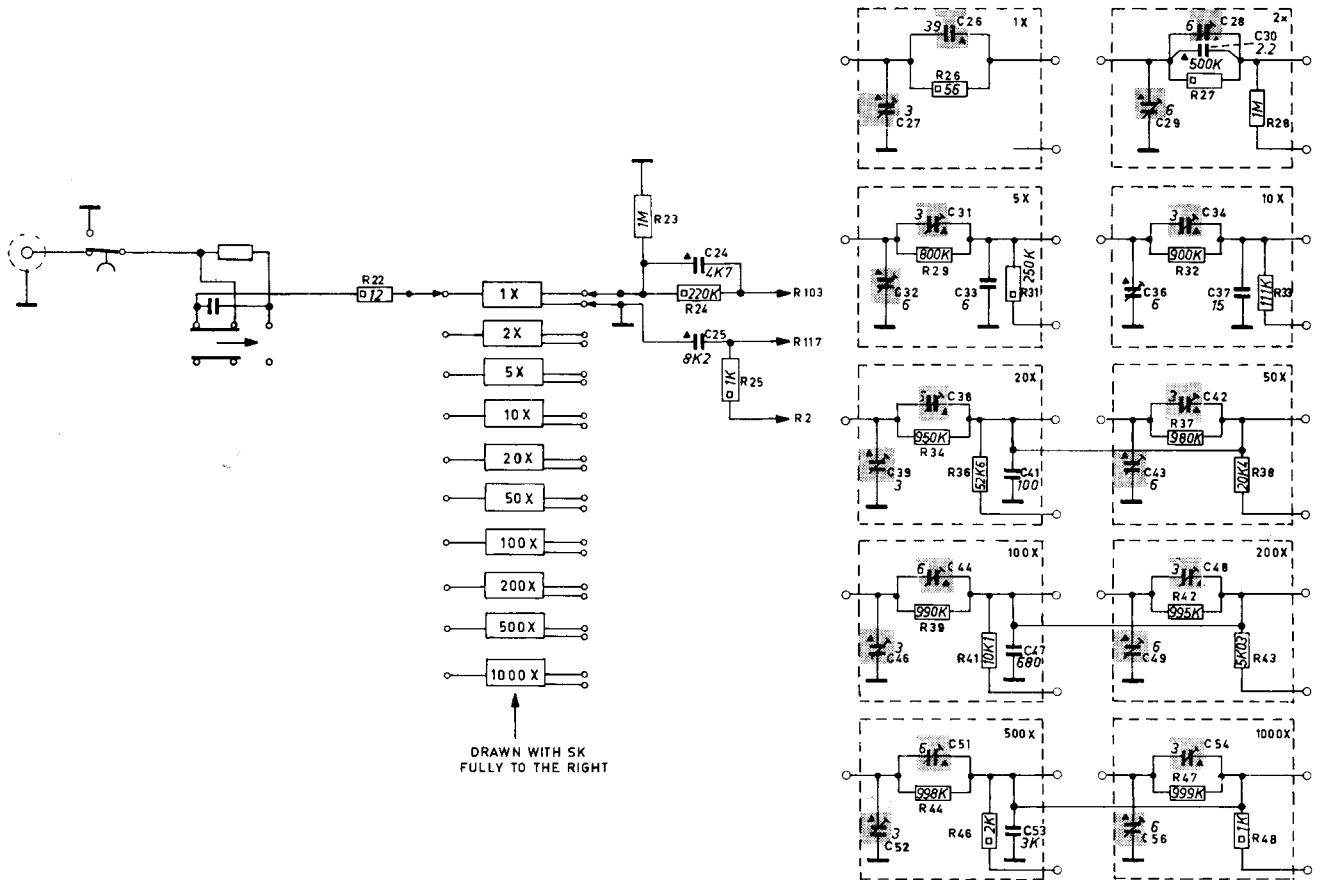 R22
12
1X
2X
5X
10X
20X
50X
100X
200X
500X
1000X
DRAWN WITH SK
FULLY TO THE RIGHT
R23
1M
C24
4K7
220K
R24
R103
C25
8K2
R117
1K
R25
R2
1X
39
C26
R26
56
3
C27
2x
6
C28
C30
2.2
500K
R27
6
C29
1M
R28
5X
3
C31
800K
R29
C32
6
C33
6
250K
R31
10X
3
C34
900K
R32
C36
6
C37
15
111K
R33
20X
C38
950K
R34
C39
3
R36
52K6
C41
100
50X
3
C42
R37
980K
C43
6
20K4
R38
100X
6
C44
990K
R39
3
C46
R41
10K1
C47
680
200X
3
C48
R42
995K
6
C49
5K03
R43
500X
6
C51
998K
R44
3
C52
R46
2K
C53
3K
1000X
3
C54
R47
999K
6
C56
1K
R48